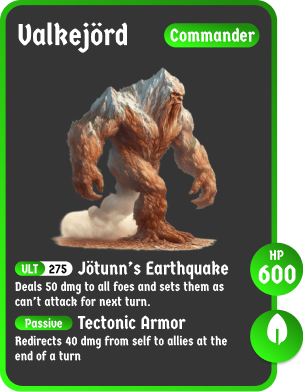 Valkejörd
Commander
HP
600
ULT 275 Jötunn's Earthquake
Deals 50 dmg to all foes and sets them as
can't attack for next turn.
Passive Tectonic Armor
Redirects 40 dmg from self to allies at the
end of a turn